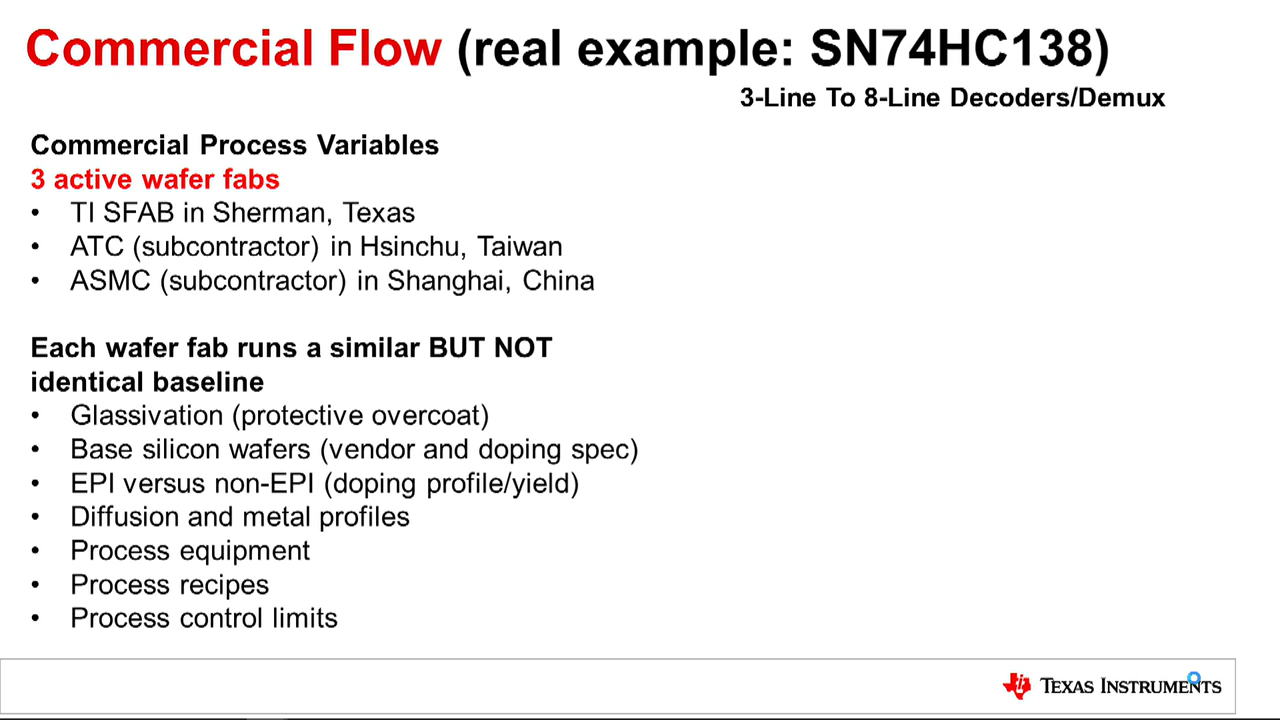 Commercial Flow (real example: SN74HC138)
3-Line To 8-Line Decoders/Demux
Commercial Process Variables
3 active wafer fabs
• TI SFAB in Sherman, Texas
• ATC (subcontractor) in Hsinchu, Taiwan
• ASMC (subcontractor) in Shanghai, China
Each wafer fab runs a similar BUT NOT
identical baseline
• Glassivation (protective overcoat)
• Base silicon wafers (vendor and doping spec)
• EPI versus non-EPI (doping profile/yield)
• Diffusion and metal profiles
• Process equipment
• Process recipes
• Process control limits
TEXAS INSTRUMENTS